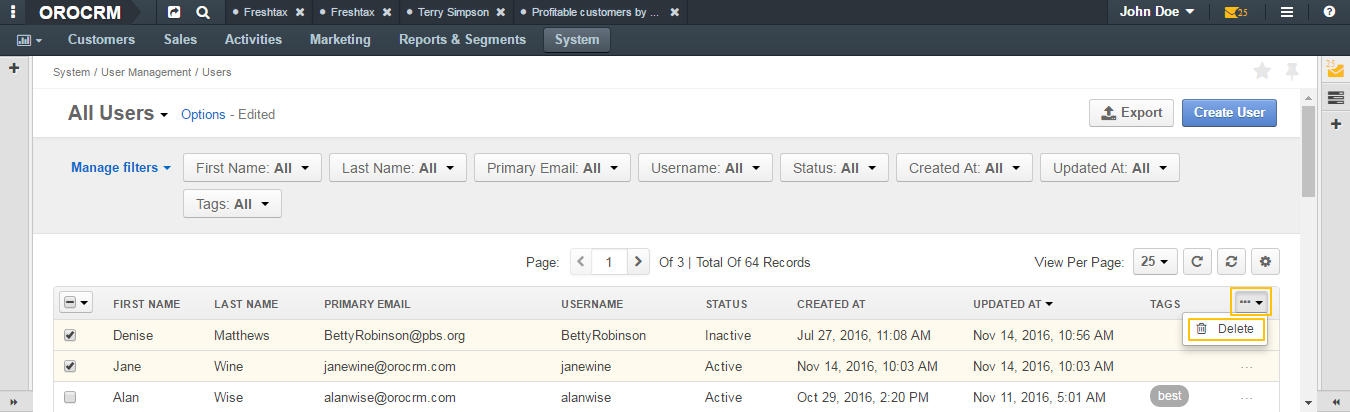 OROCRM Freshtax Freshtax Terry Simpson Profitable customers by ... John Doe 25
Customers Sales Activities Marketing Reports & Segments System
System / User Management / Users
25
All Users Options - Edited Export Create User
Manage filters First Name: All Last Name: All Primary Email: All Username: All Status: All Created At: All Updated At: All
Tags: All
Page: 1 Of 3 | Total Of 64 Records View Per Page: 25
FIRST NAME LAST NAME PRIMARY EMAIL USERNAME STATUS CREATED AT UPDATED AT TAGS
Denise Matthews BettyRobinson@pbs.org BettyRobinson Inactive Jul 27, 2016, 11:08 AM Nov 14, 2016, 10:56 AM Delete
Jane Wine janewine@orocrm.com janewine Active Nov 14, 2016, 10:03 AM Nov 14, 2016, 10:03 AM ...
Alan Wise alanwise@orocrm.com alanwise Active Oct 29, 2016, 2:20 PM Nov 11, 2016, 5:01 AM best ...